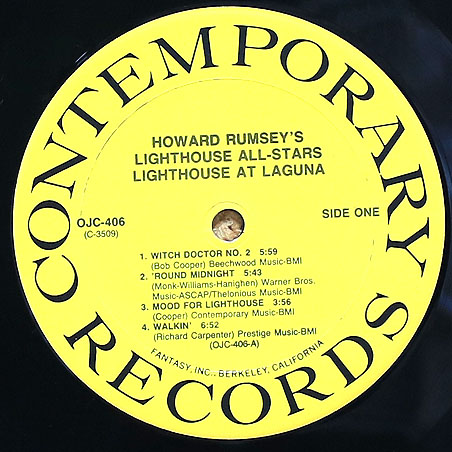 CONTEMPORARY RECORDS
HOWARD RUMSEY'S
LIGHTHOUSE ALL-STARS
LIGHTHOUSE AT LAGUNA
OJC-406
(C-3509)
SIDE ONE
1. WITCH DOCTOR NO. 2 5:59
(Bob Cooper) Beechwood Music-BMI
2. 'ROUND MIDNIGHT 5:43
(Monk-Williams-Hanighen) Warner Bros.
Music-ASCAP/Thelonious Music-BMI
3. MOOD FOR LIGHTHOUSE 3:56
(Cooper) Contemporary Music-BMI
4. WALKIN' 6:52
(Richard Carpenter) Prestige Music-BMI
(OJC-406-A)
FANTASY, INC., BERKELEY, CALIFORNIA